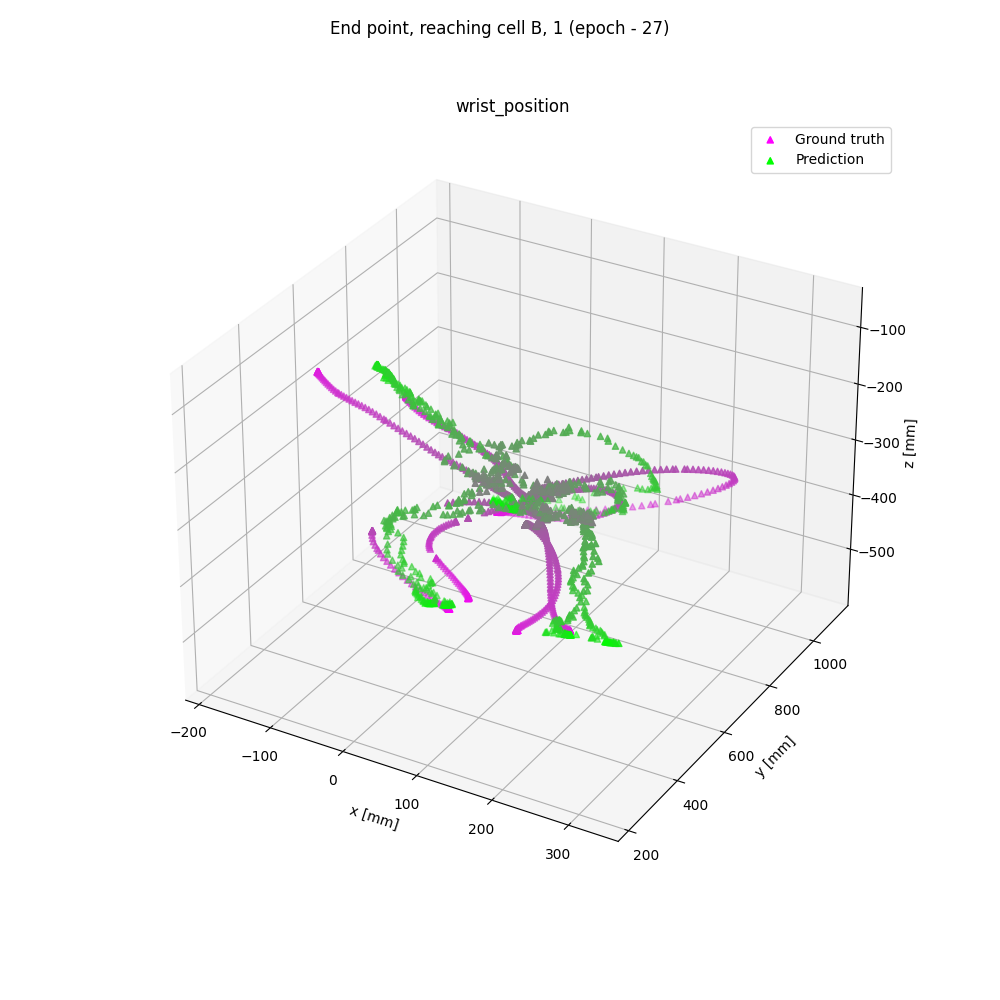 End point, reaching cell B, 1 (epoch - 27)
wrist_position
Ground truth
Prediction
−100
−200
−300
−400
−500
z [mm]
1000
800
600
400
200
y [mm]
−200
−100
0
100
200
300
x [mm]